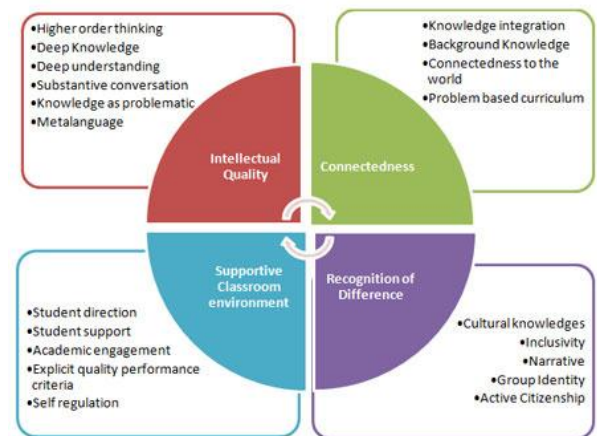 •Higher order thinking
•Deep Knowledge
•Deep understanding
•Substantive conversation
•Knowledge as problematic
•Metalanguage
•Knowledge integration
•Background Knowledge
•Connectedness to the
world
•Problem based curriculum
Intellectual
Quality
Connectedness
Supportive
Classroom
environment
Recognition of
Difference
•Student direction
•Student support
•Academic engagement
•Explicit quality performance
criteria
•Self regulation
•Cultural knowledges
•Inclusivity
•Narrative
•Group Identity
•Active Citizenship